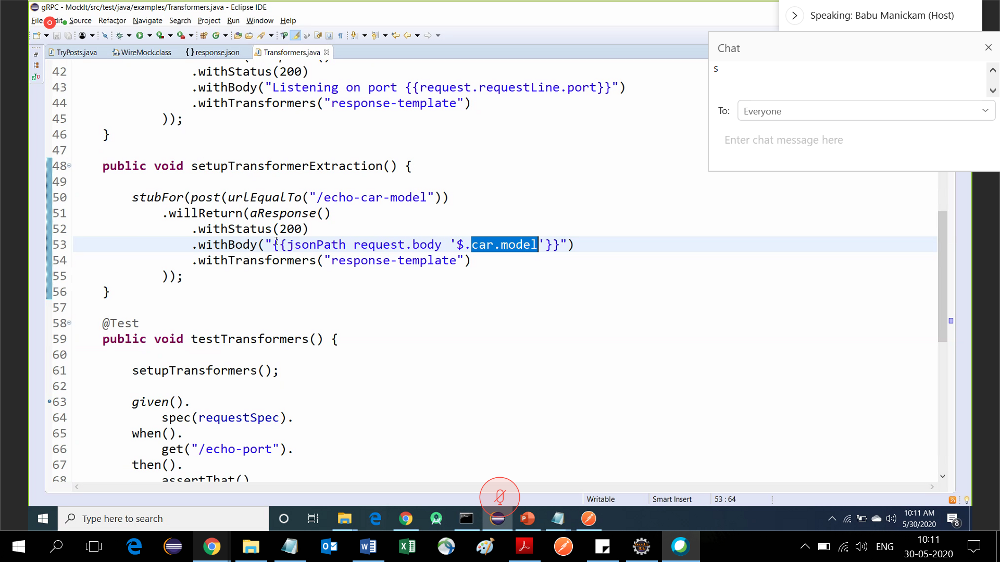 gRPC - MockIt/src/test/java/examples/Transformers.java - Eclipse IDE
File Edit Source Refactor Navigate Search Project Run Window Help
TryPosts.java WireMock.class response.json Transformers.java
42 .withStatus(200)
43 .withBody("Listening on port {{request.requestLine.port}}")
44 .withTransformers("response-template")
45 ));
46 }
47
48 public void setupTransformerExtraction() {
49
50 stubFor(post(urlEqualTo("/echo-car-model"))
51 .willReturn(aResponse()
52 .withStatus(200)
53 .withBody("{{jsonPath request.body '$.car.model'}}")
54 .withTransformers("response-template")
55 ));
56 }
57
58 @Test
59 public void testTransformers() {
60
61 setupTransformers();
62
63 given().
64 spec(requestSpec).
65 when().
66 get("/echo-port").
67 then().
68 assertThat()
Speaking: Babu Manickam (Host)
Chat
s
To: Everyone
Enter chat message here
Writable Smart Insert 53 : 64
Type here to search
10:11 AM
5/30/2020
8
ENG
10:11
30-05-2020